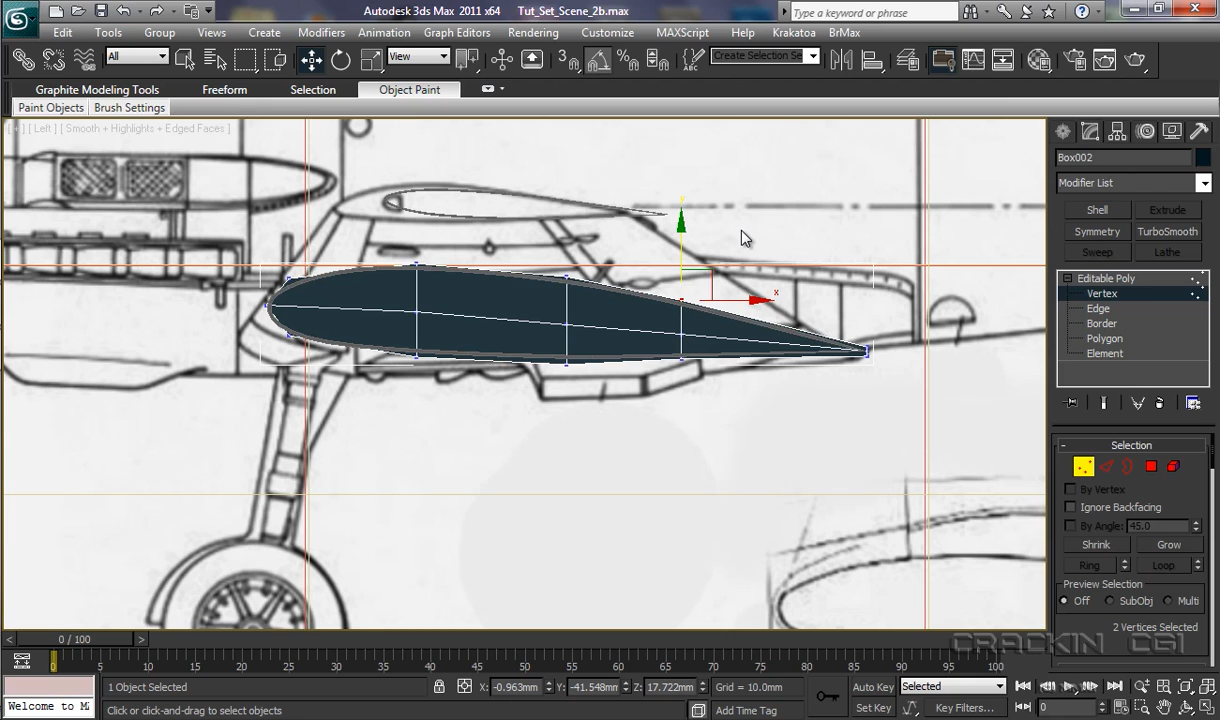 Autodesk 3ds Max 2011 x64 Tut_Set_Scene_2b.max
Type a keyword or phrase
Edit Tools Group Views Create Modifiers Animation Graph Editors Rendering Customize MAXScript Help Krakatoa BrMax
All View Create Selection Se
Graphite Modeling Tools Freeform Selection Object Paint
Paint Objects Brush Settings
[ + ] [ Left ] [ Smooth + Highlights + Edged Faces ]
Box002
Modifier List
Shell Extrude
Symmetry TurboSmooth
Sweep Lathe
Editable Poly
Vertex
Edge
Border
Polygon
Element
y
x
Selection
By Vertex
Ignore Backfacing
By Angle: 45.0
Shrink Grow
Ring Loop
Preview Selection
Off SubObj Multi
2 Vertices Selected
CRACKIN CGI
0 / 100
0 5 10 15 20 25 30 35 40 45 50 55 60 65 70 75 80 85 90 95 100
1 Object Selected X: -0.963mm Y: -41.548mm Z: 17.722mm Grid = 10.0mm Auto Key Selected
Welcome to M Click or click-and-drag to select objects Add Time Tag Set Key Key Filters... 0